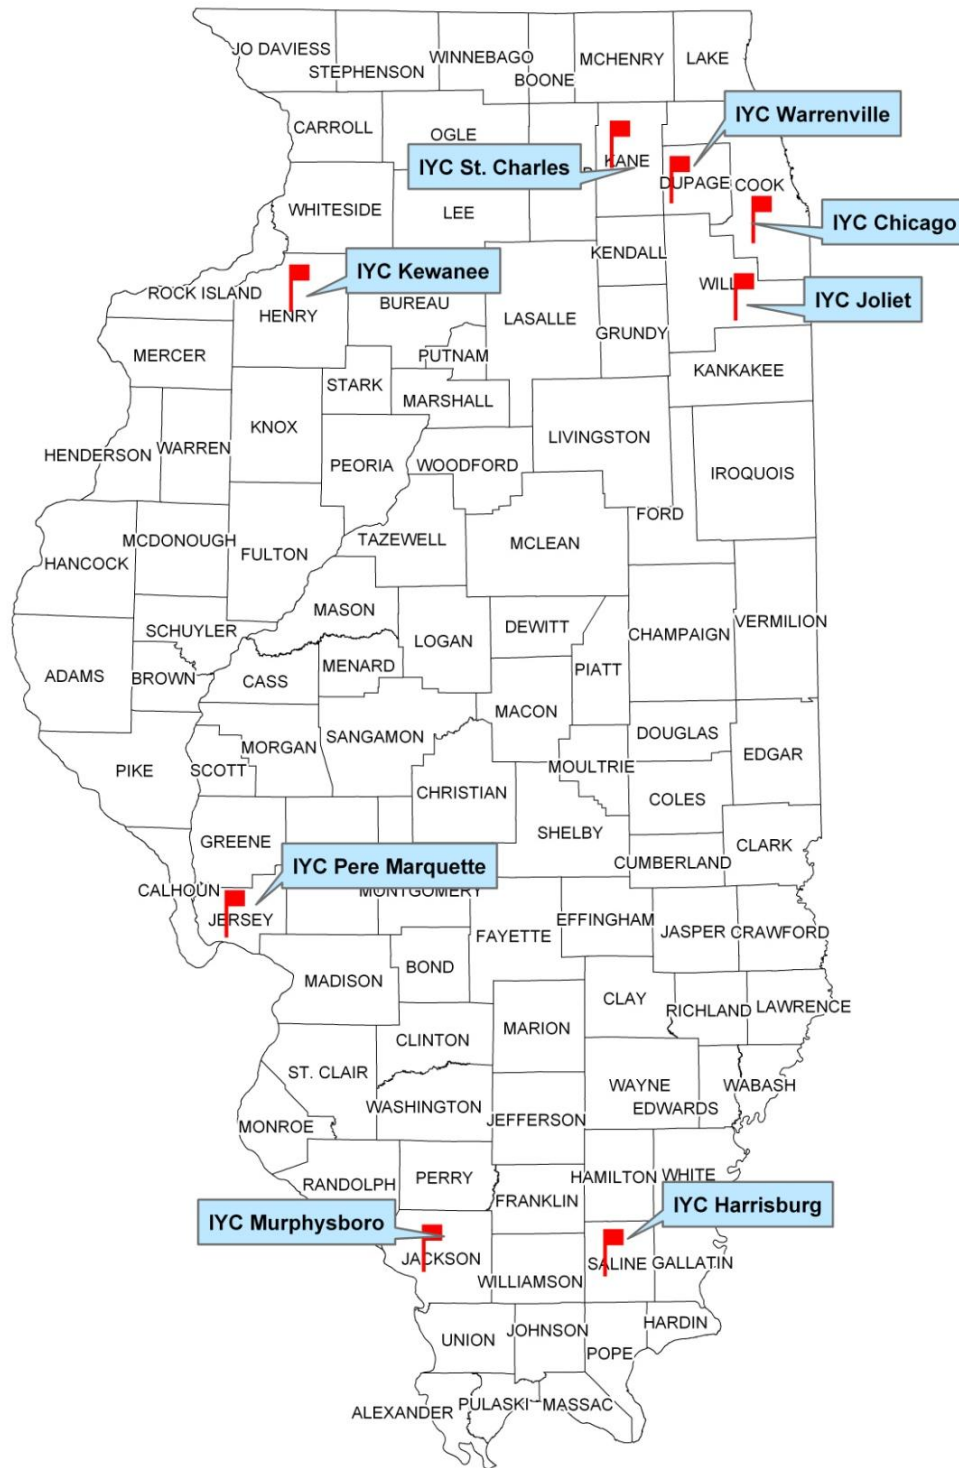 JO DAVIESS
STEPHENSON
WINNEBAGO
BOONE
MCHENRY
LAKE
CARROLL
OGLE
IYC Warrenville
KANE
IYC St. Charles
DUPAGE
COOK
WHITESIDE
LEE
IYC Chicago
KENDALL
IYC Kewanee
ROCK ISLAND
HENRY
BUREAU
LASALLE
WILL
IYC Joliet
GRUNDY
MERCER
PUTNAM
KANKAKEE
STARK
MARSHALL
KNOX
LIVINGSTON
HENDERSON
WARREN
PEORIA
WOODFORD
IROQUOIS
FORD
MCDONOUGH
HANCOCK
FULTON
TAZEWELL
MCLEAN
MASON
SCHUYLER
LOGAN
DEWITT
CHAMPAIGN
VERMILION
ADAMS
BROWN
CASS
MENARD
PIATT
MACON
MORGAN
SANGAMON
DOUGLAS
EDGAR
PIKE
SCOTT
MOULTRIE
CHRISTIAN
COLES
GREENE
SHELBY
CLARK
CUMBERLAND
IYC Pere Marquette
CALHOUN
MONTGOMERY
JERSEY
FAYETTE
EFFINGHAM
JASPER
CRAWFORD
MADISON
BOND
CLAY
RICHLAND
LAWRENCE
MARION
CLINTON
ST. CLAIR
WAYNE
WABASH
WASHINGTON
EDWARDS
JEFFERSON
MONROE
RANDOLPH
PERRY
HAMILTON
WHITE
FRANKLIN
IYC Harrisburg
IYC Murphysboro
JACKSON
SALINE
GALLATIN
WILLIAMSON
UNION
JOHNSON
HARDIN
POPE
ALEXANDER
PULASKI
MASSAC